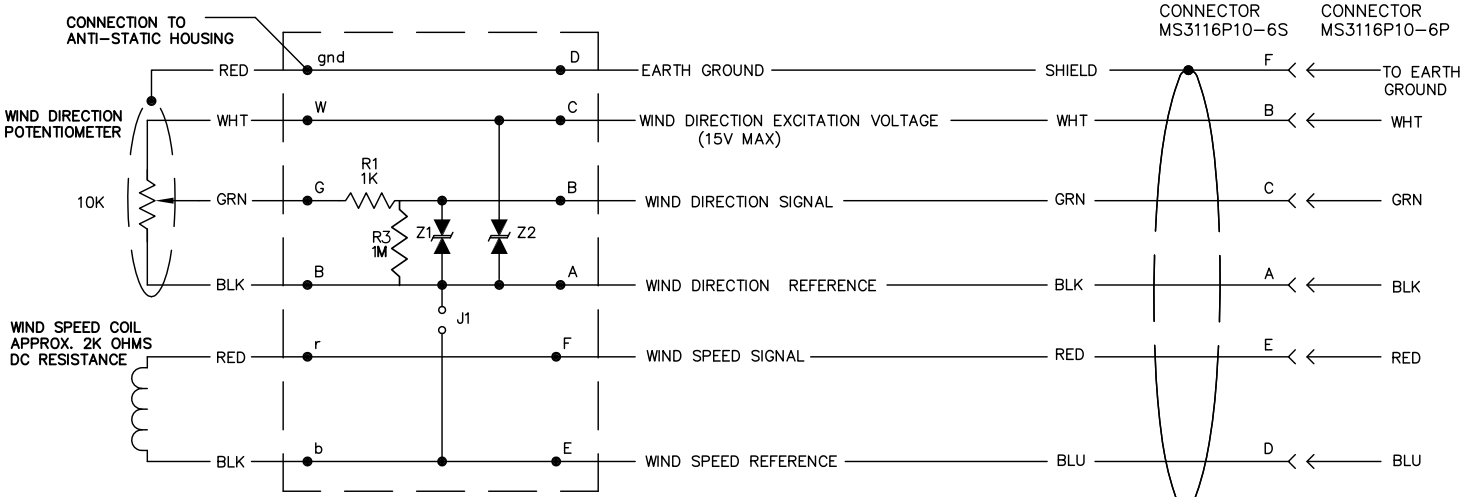 CONNECTOR
MS3116P10-6S
CONNECTOR
MS3116P10-6P
CONNECTION TO
ANTI-STATIC HOUSING
RED gnd D EARTH GROUND SHIELD F TO EARTH
GROUND
WIND DIRECTION
POTENTIOMETER
WHT W C WIND DIRECTION EXCITATION VOLTAGE WHT B WHT
(15V MAX)
R1
1K
10K GRN G B WIND DIRECTION SIGNAL GRN C GRN
R3
1M
Z1 Z2
BLK B A WIND DIRECTION REFERENCE BLK A BLK
J1
WIND SPEED COIL
APPROX. 2K OHMS
DC RESISTANCE
RED r F WIND SPEED SIGNAL RED E RED
BLK b E WIND SPEED REFERENCE BLU D BLU